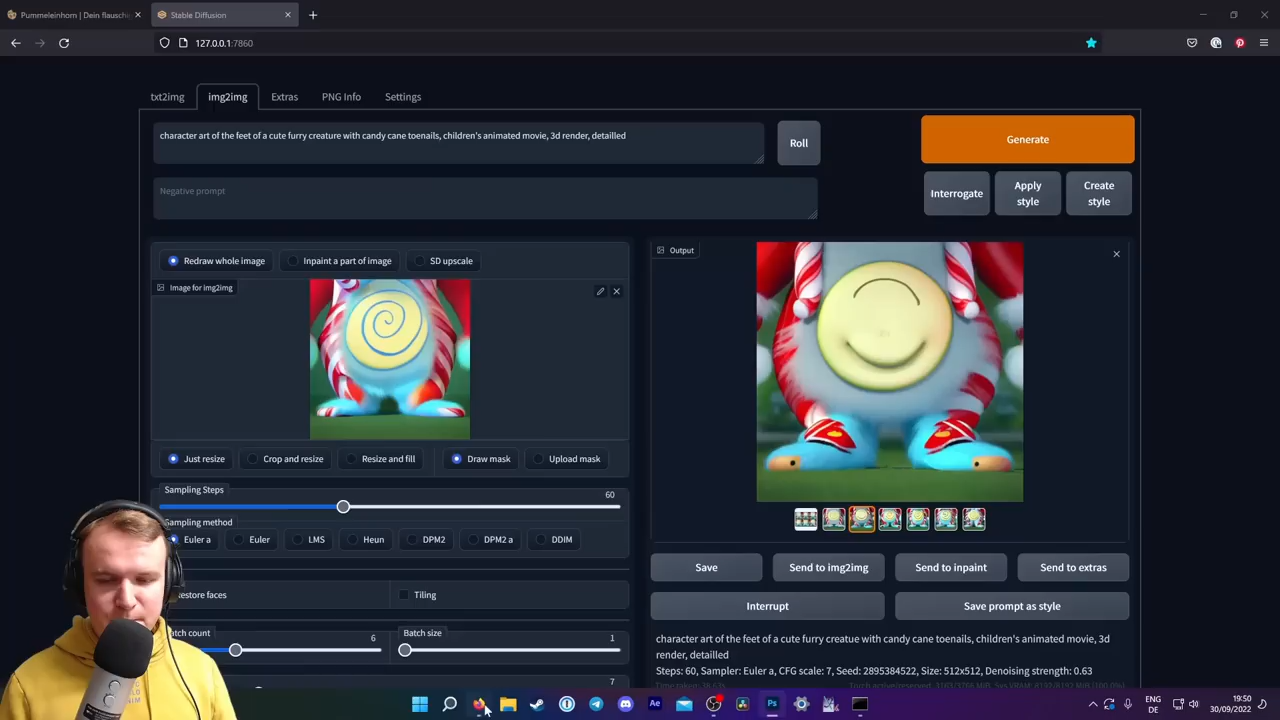 Pummeleinhorn | Dein flauschig
Stable Diffusion
127.0.0.1:7860
txt2img
img2img
Extras
PNG Info
Settings
character art of the feet of a cute furry creature with candy cane toenails, children's animated movie, 3d render, detailled
Roll
Generate
Negative prompt
Interrogate
Apply
style
Create
style
Redraw whole image
Inpaint a part of image
SD upscale
Image for img2img
Output
Just resize
Crop and resize
Resize and fill
Draw mask
Upload mask
Sampling Steps
60
Sampling method
Euler a
Euler
LMS
Heun
DPM2
DPM2 a
DDIM
Save
Send to img2img
Send to inpaint
Send to extras
estore faces
Tiling
Interrupt
Save prompt as style
atch count
6
Batch size
1
character art of the feet of a cute furry creatue with candy cane toenails, children's animated movie, 3d
render, detailled
Steps: 60, Sampler: Euler a, CFG scale: 7, Seed: 2895384522, Size: 512x512, Denoising strength: 0.63
7
Ae
Ps
ENG
DE
19:50
30/09/2022